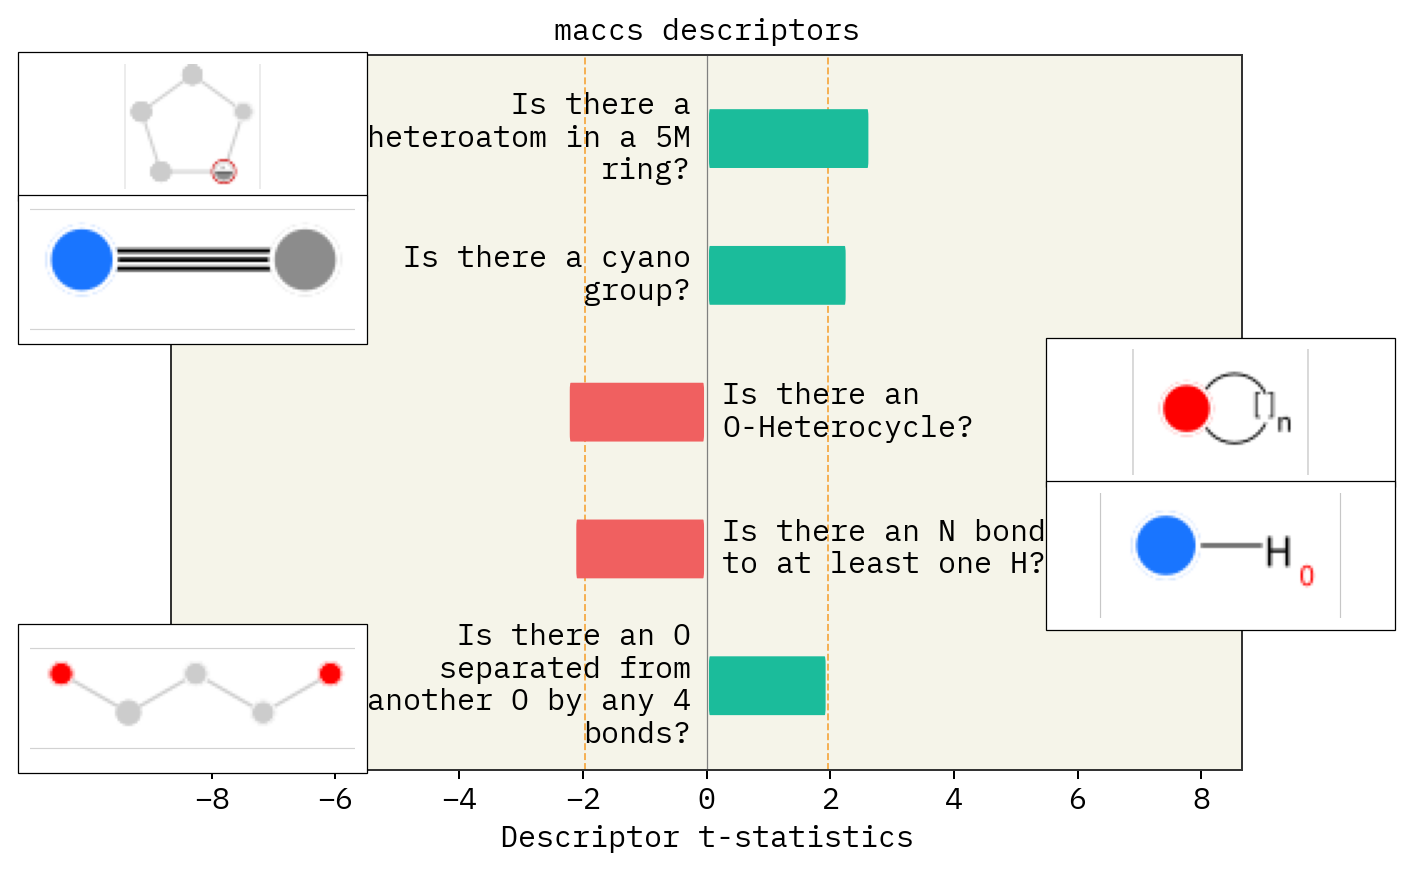 maccs descriptors
Is there a
heteroatom in a 5M
ring?
Is there a cyano
group?
Is there an
O-Heterocycle?
[]n
Is there an N bond
to at least one H?
H0
Is there an O
separated from
another O by any 4
bonds?
−8 −6 −4 −2 0 2 4 6 8
Descriptor t-statistics